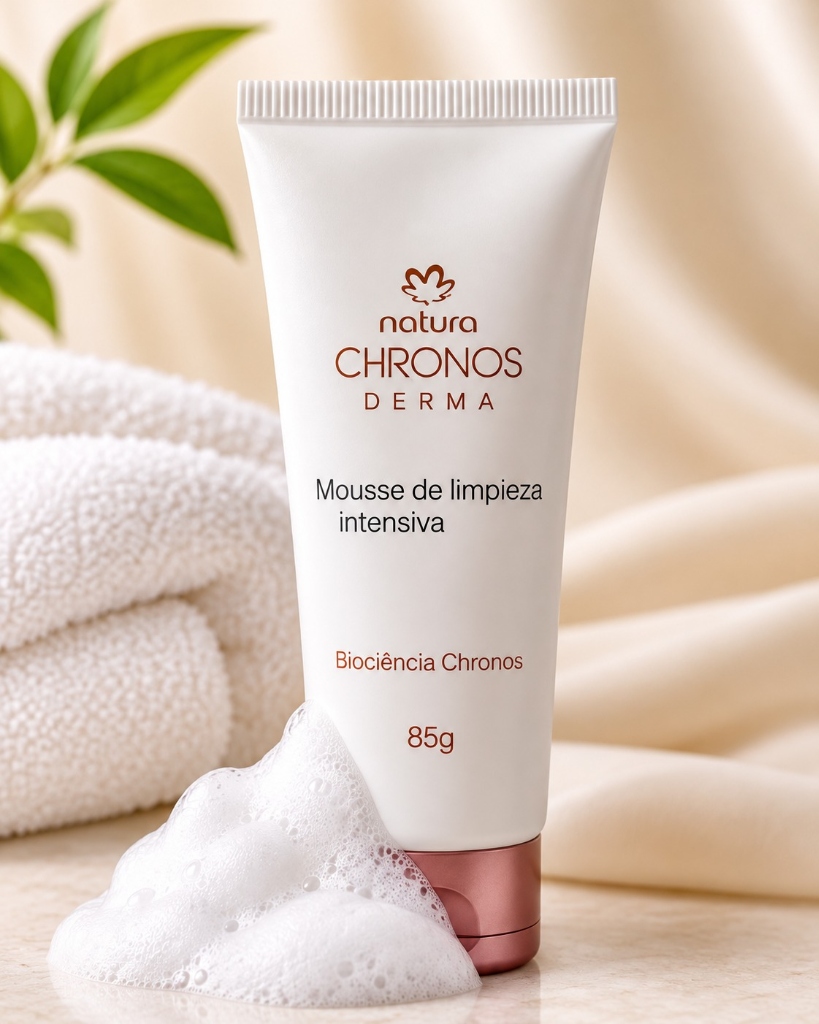 natura
CHRONOS
DERMA
Mousse de limpieza
intensiva
Biociência Chronos
85g